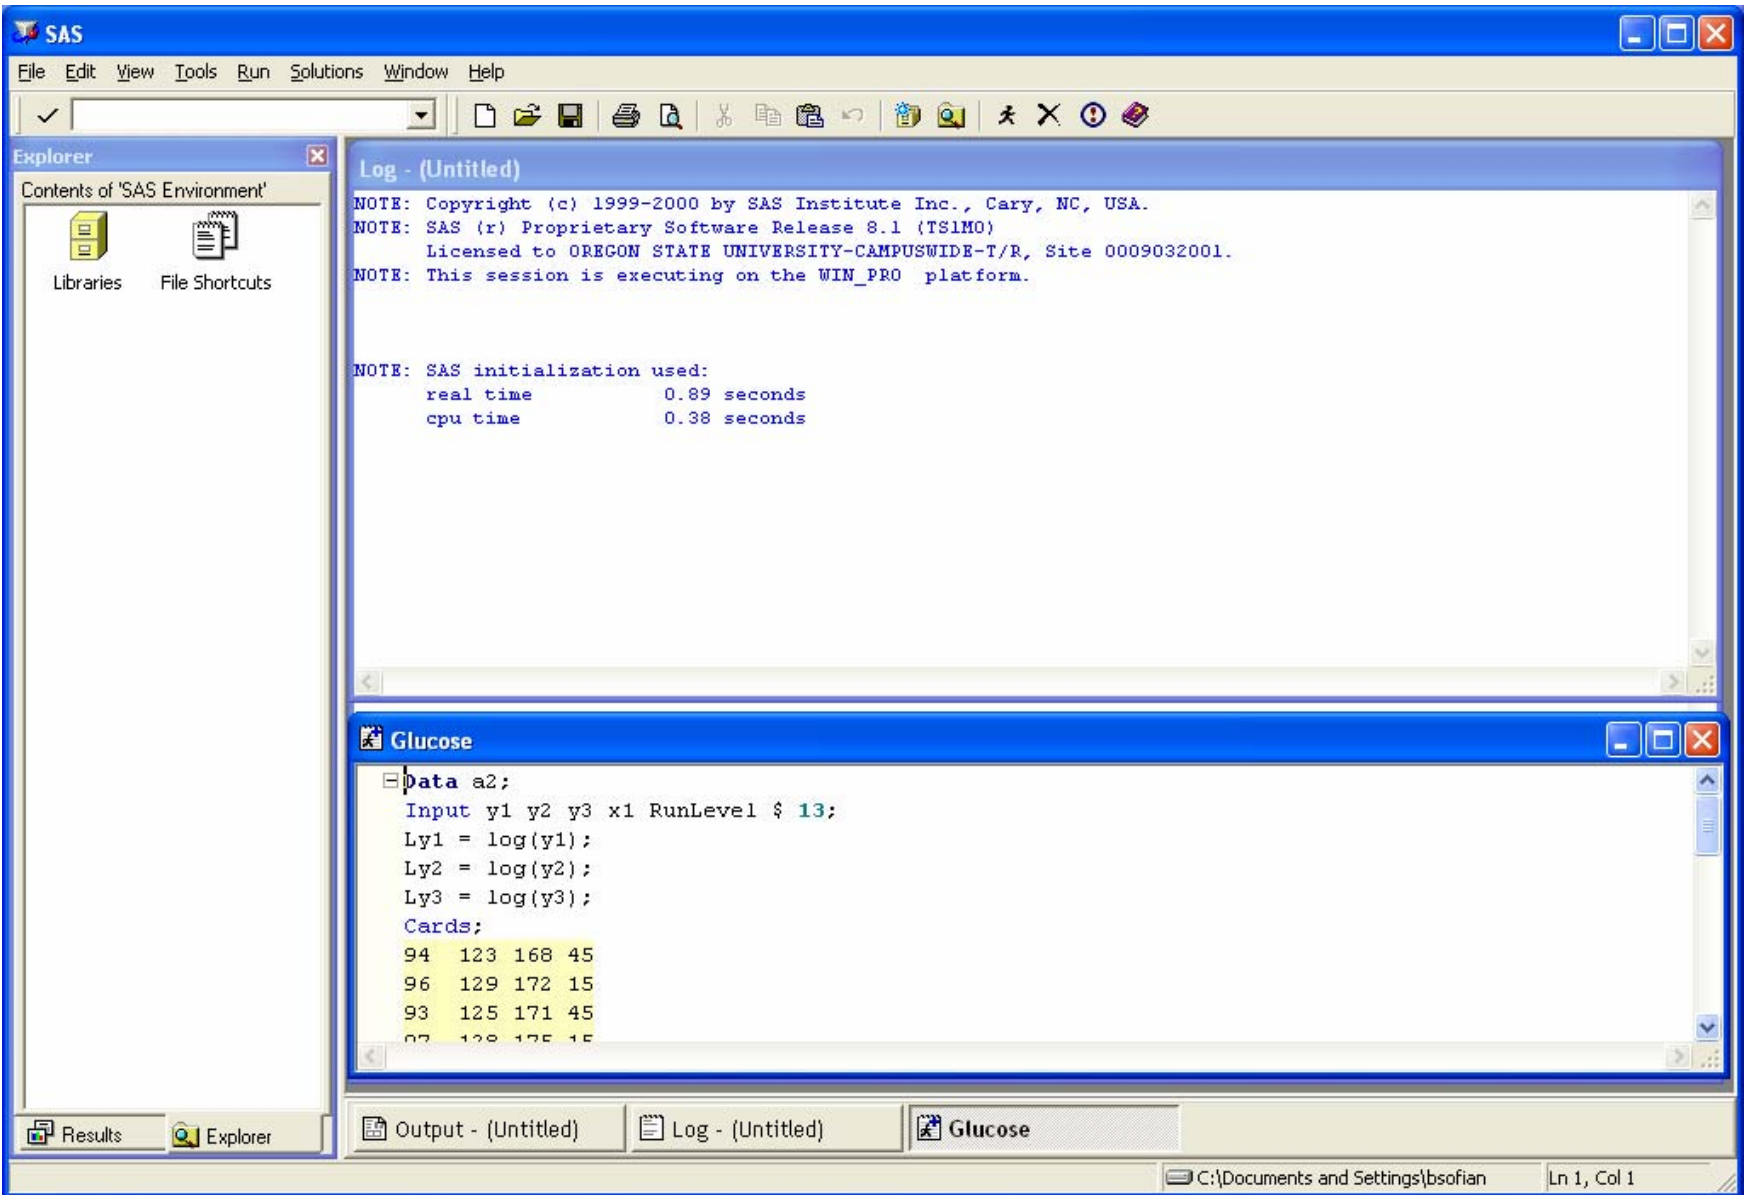 SAS
File Edit View Tools Run Solutions Window Help
Explorer
Contents of 'SAS Environment'
Libraries File Shortcuts
Log - (Untitled)
NOTE: Copyright (c) 1999-2000 by SAS Institute Inc., Cary, NC, USA.
NOTE: SAS (r) Proprietary Software Release 8.1 (TS1M0)
Licensed to OREGON STATE UNIVERSITY-CAMPUSWIDE-T/R, Site 0009032001.
NOTE: This session is executing on the WIN_PRO platform.
NOTE: SAS initialization used:
real time 0.89 seconds
cpu time 0.38 seconds
Glucose
Data a2;
Input y1 y2 y3 x1 RunLevel $ 13;
Ly1 = log(y1);
Ly2 = log(y2);
Ly3 = log(y3);
Cards;
94 123 168 45
96 129 172 15
93 125 171 45
97 128 175 15
Results Explorer
Output - (Untitled) Log - (Untitled) Glucose
C:\Documents and Settings\bsofian Ln 1, Col 1